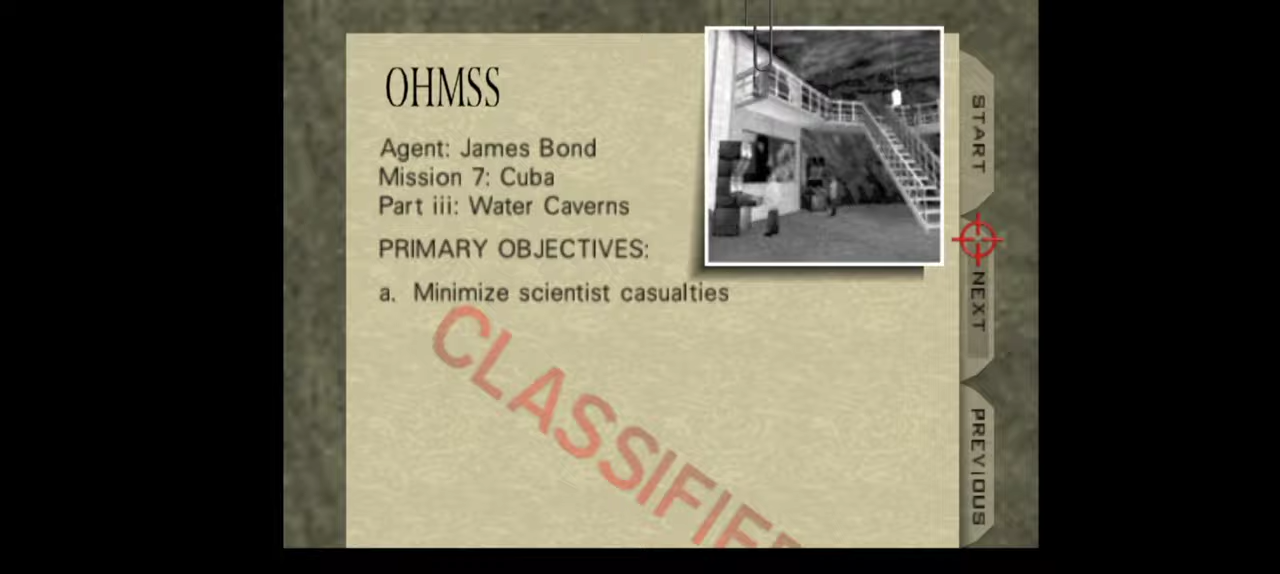 OHMSS
Agent: James Bond
Mission 7: Cuba
Part iii: Water Caverns
PRIMARY OBJECTIVES:
a. Minimize scientist casualties
CLASSIFIE
START
NEXT
PREVIOUS